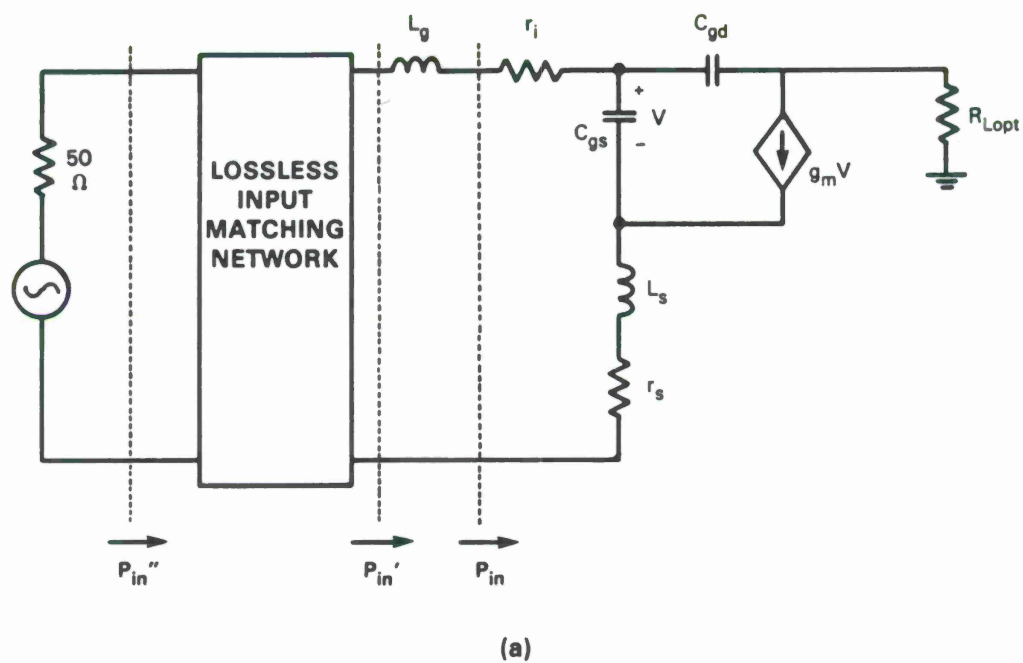 L_g
r_i
C_gd
50
Ω
LOSSLESS
INPUT
MATCHING
NETWORK
+
C_gs
V
-
g_mV
R_Lopt
L_s
r_s
P_in"
P_in'
P_in
(a)